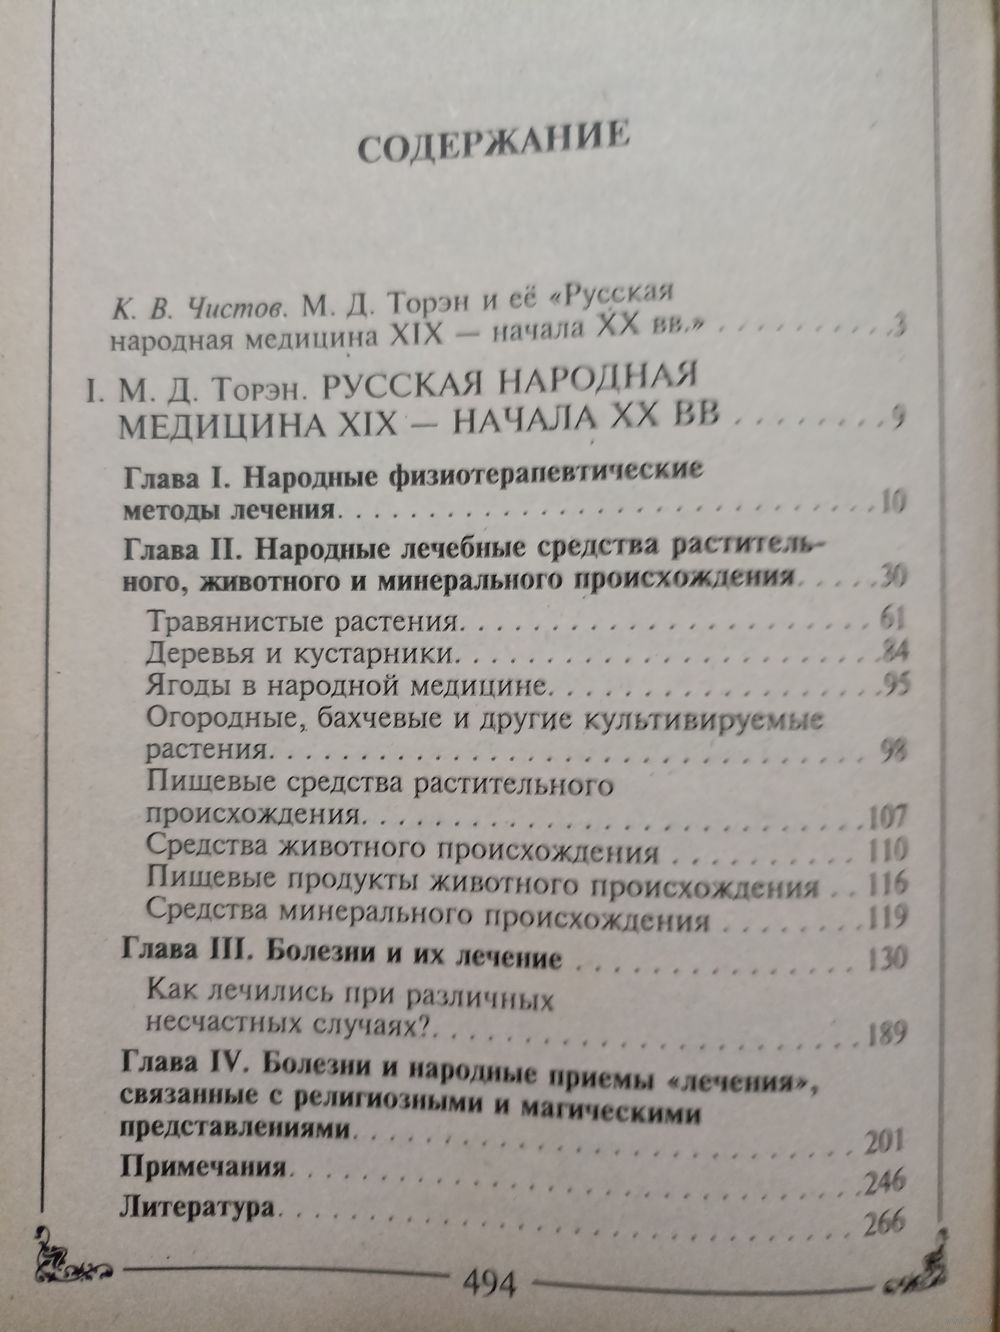 СОДЕРЖАНИЕ
К. В. Чистов. М. Д. Торэн и её «Русская
народная медицина XIX — начала XX вв.» . . . . . . . . . .3
I. М. Д. Торэн. РУССКАЯ НАРОДНАЯ
МЕДИЦИНА XIX — НАЧАЛА XX ВВ . . . . . . . . 9
Глава I. Народные физиотерапевтические
методы лечения. . . . . . . . . . . . . . . . . . . . . . . . . . . . .10
Глава II. Народные лечебные средства раститель-
ного, животного и минерального происхождения. . . . .30
Травянистые растения. . . . . . . . . . . . . . . . . . . . . . 61
Деревья и кустарники. . . . . . . . . . . . . . . . . . . . . . .84
Ягоды в народной медицине. . . . . . . . . . . . . . . . . .95
Огородные, бахчевые и другие культивируемые
растения. . . . . . . . . . . . . . . . . . . . . . . . . . . . . . . . . 98
Пищевые средства растительного
происхождения. . . . . . . . . . . . . . . . . . . . . . . . . . . .107
Средства животного происхождения . . . . . . . . . . 110
Пищевые продукты животного происхождения . . 116
Средства минерального происхождения . . . . . . . .119
Глава III. Болезни и их лечение . . . . . . . . . . . . . . . 130
Как лечились при различных
несчастных случаях?. . . . . . . . . . . . . . . . . . . . . . . .189
Глава IV. Болезни и народные приемы «лечения»,
связанные с религиозными и магическими
представлениями. . . . . . . . . . . . . . . . . . . . . . . . . . . . 201
Примечания. . . . . . . . . . . . . . . . . . . . . . . . . . . . . . . .246
Литература. . . . . . . . . . . . . . . . . . . . . . . . . . . . . . . . 266
494